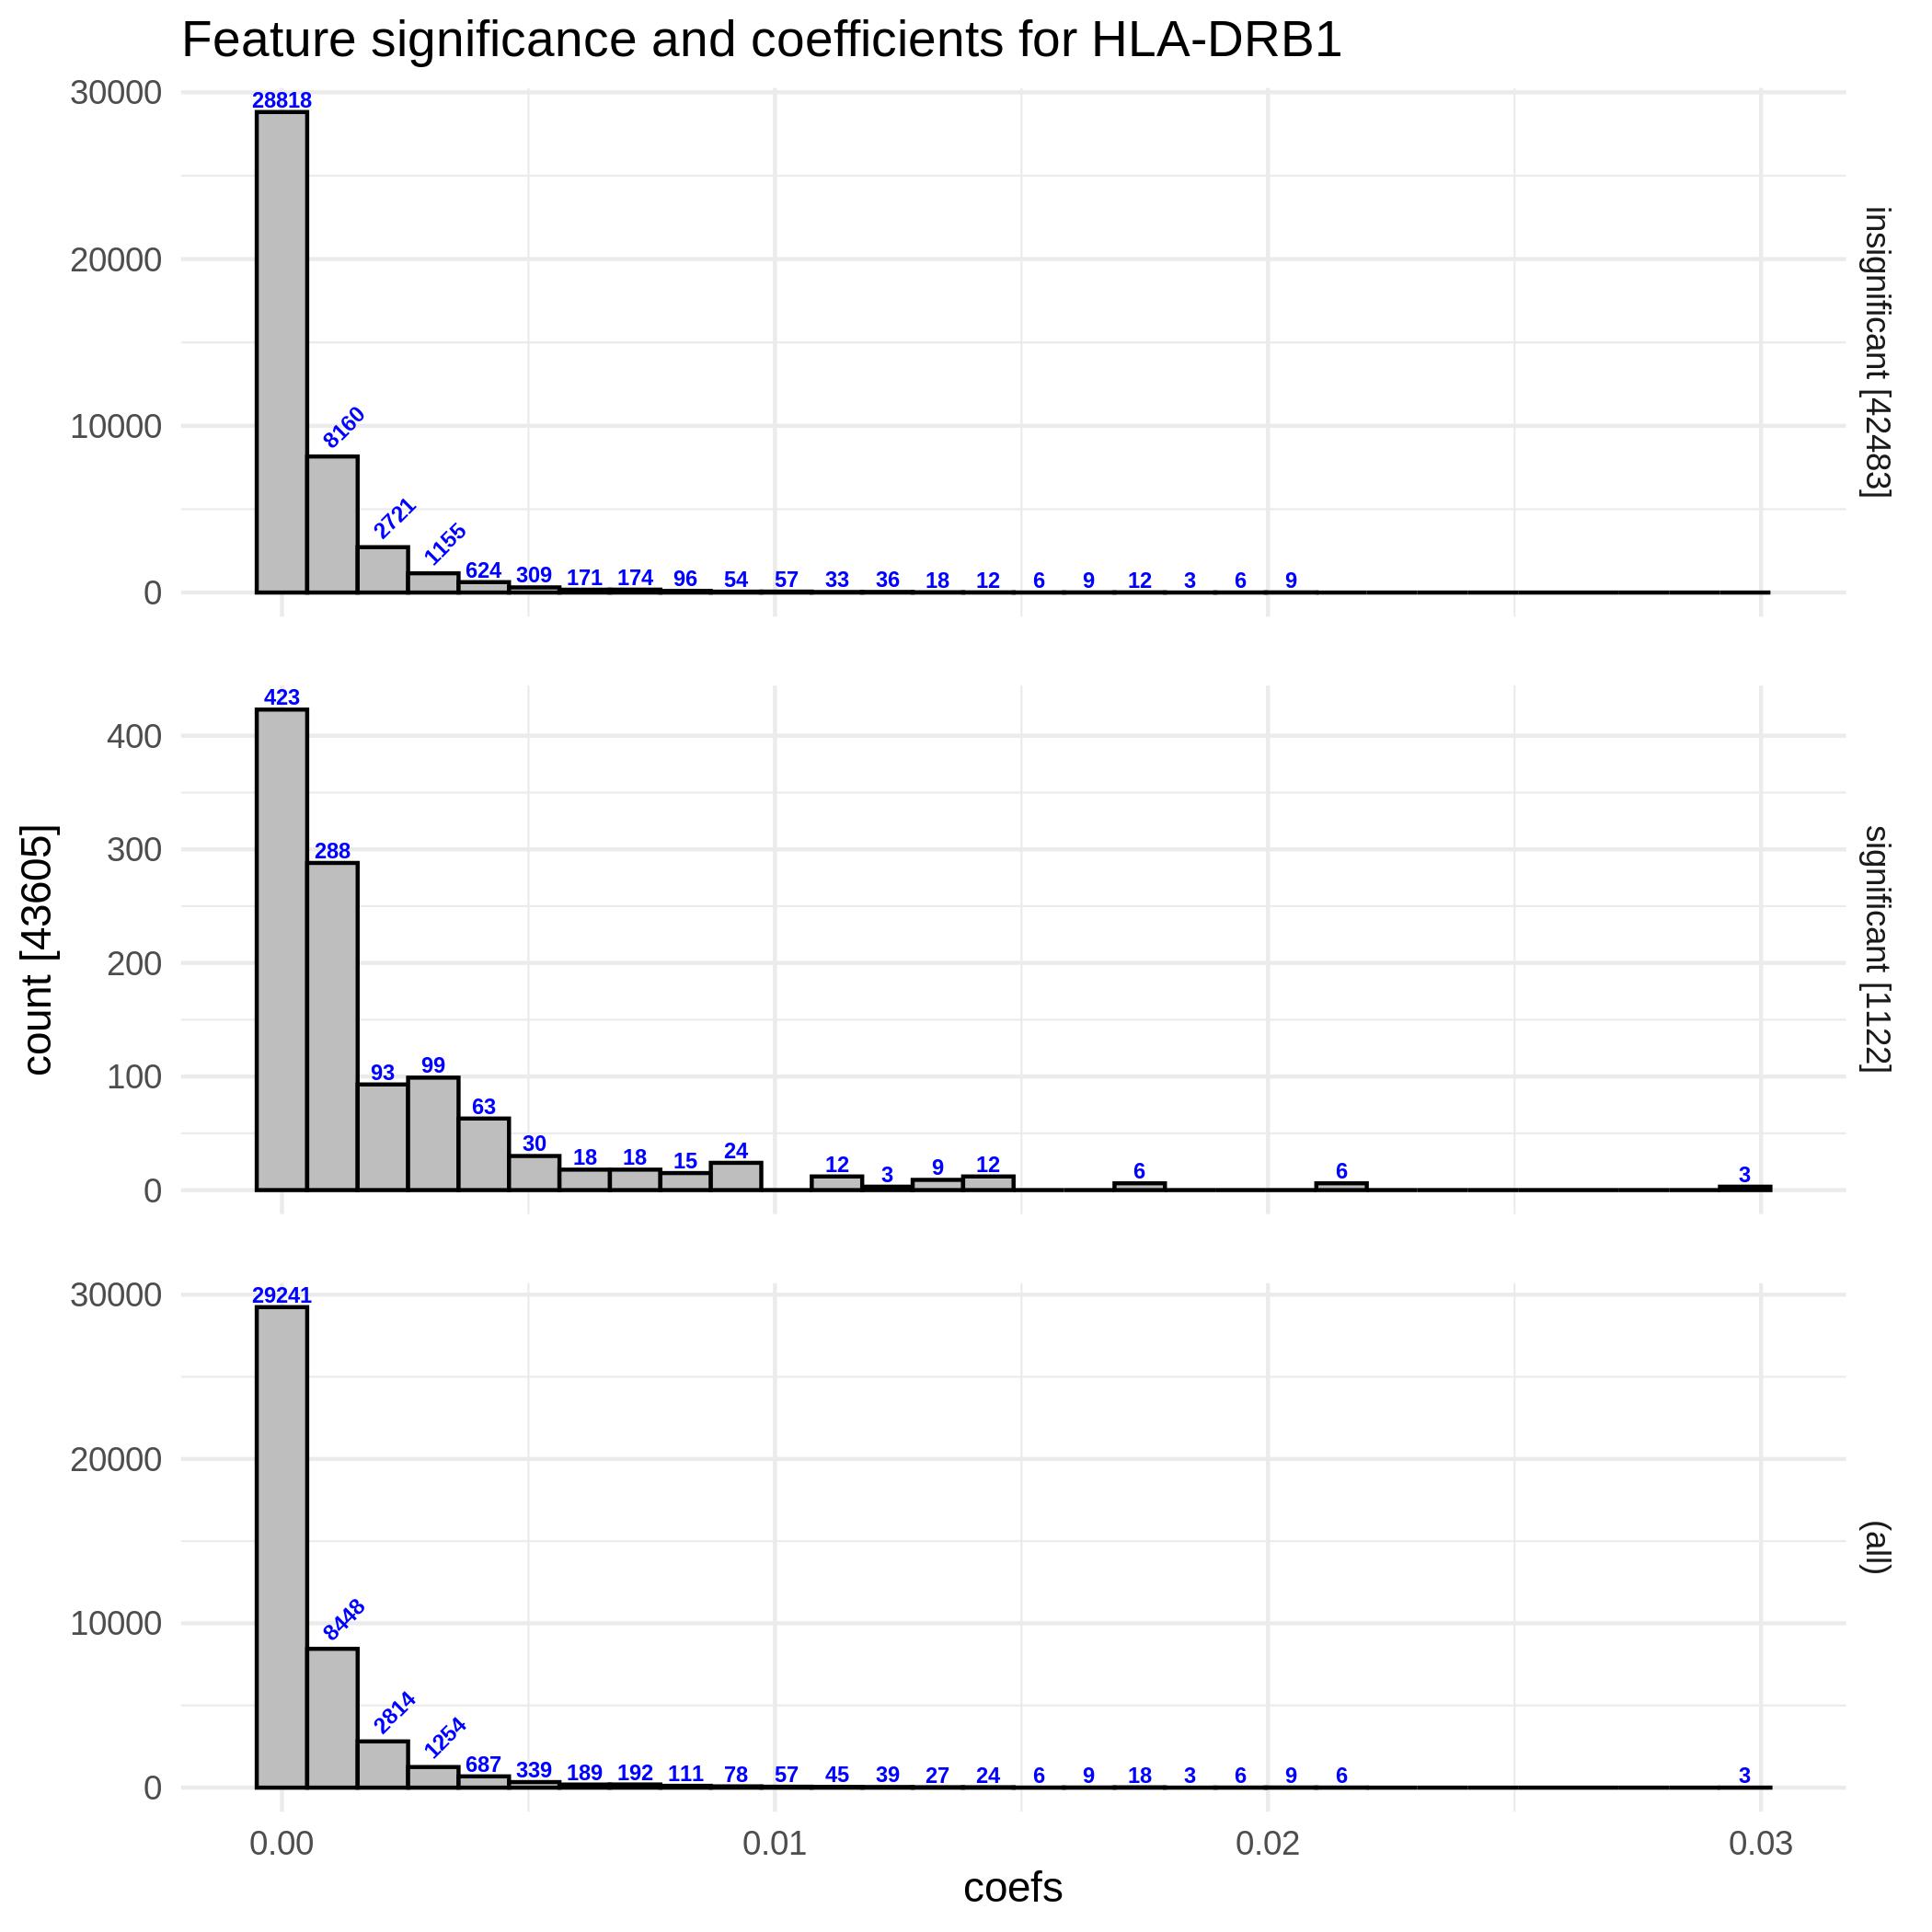 Feature significance and coefficients for HLA-DRB1
count [43605]
30000
20000
10000
0
28818
8160
2721
1155
624 309 171 174 96 54 57 33 36 18 12 6 9 12 3 6 9
insignificant [42483]
400
300
200
100
0
423
288
93 99
63
30 18 18 15 24 12 3 9 12 6 6 3
significant [1122]
30000
20000
10000
0
29241
8448
2814
1254
687 339 189 192 111 78 57 45 39 27 24 6 9 18 3 6 9 6 3
(all)
0.00 0.01 0.02 0.03
coefs